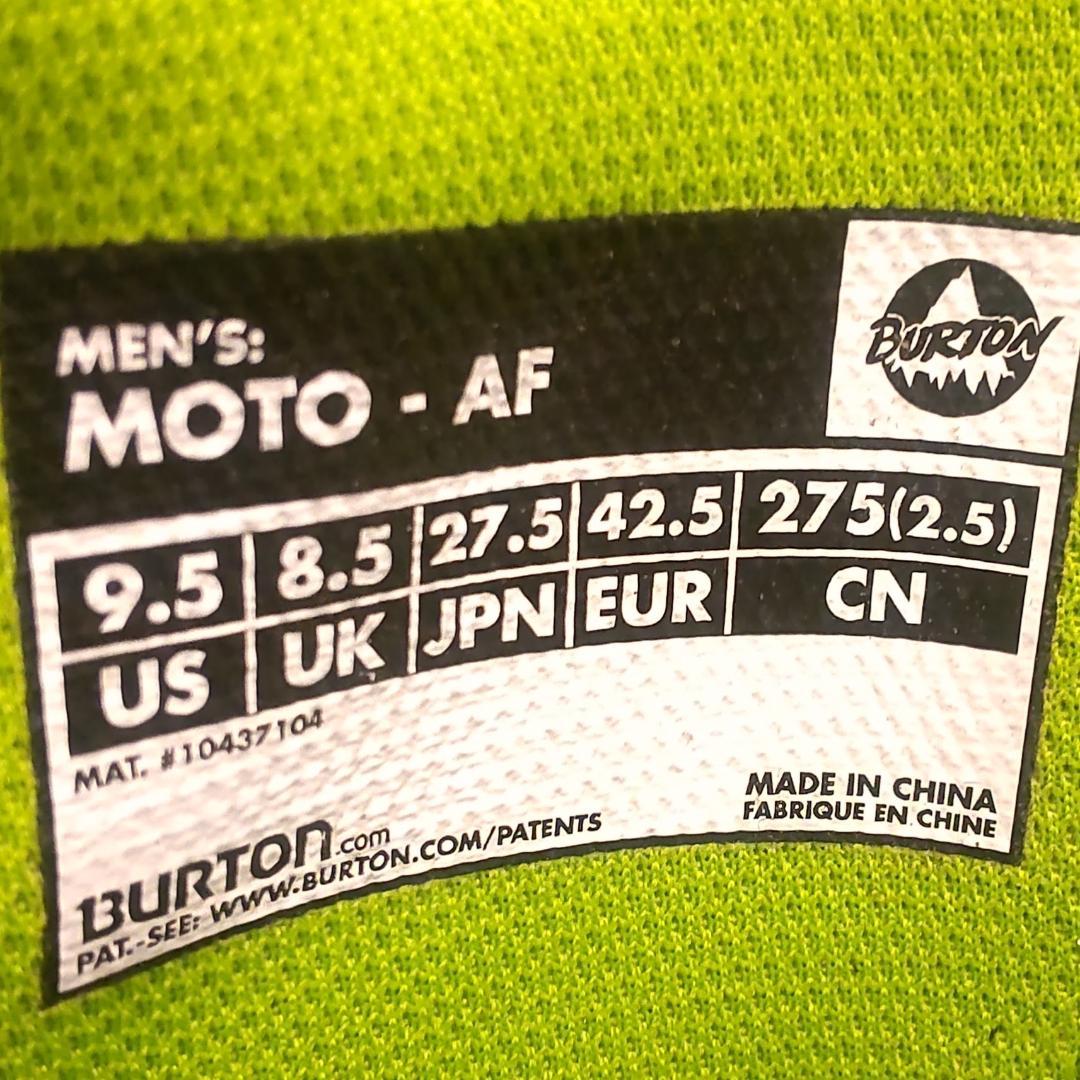 MEN'S:
MOTO - AF
BURTON
9.5 8.5 27.5 42.5 275(2.5)
US UK JPN EUR CN
MAT. #10437104
MADE IN CHINA
FABRIQUE EN CHINE
BURTON.com
PAT.-SEE: WWW.BURTON.COM/PATENTS